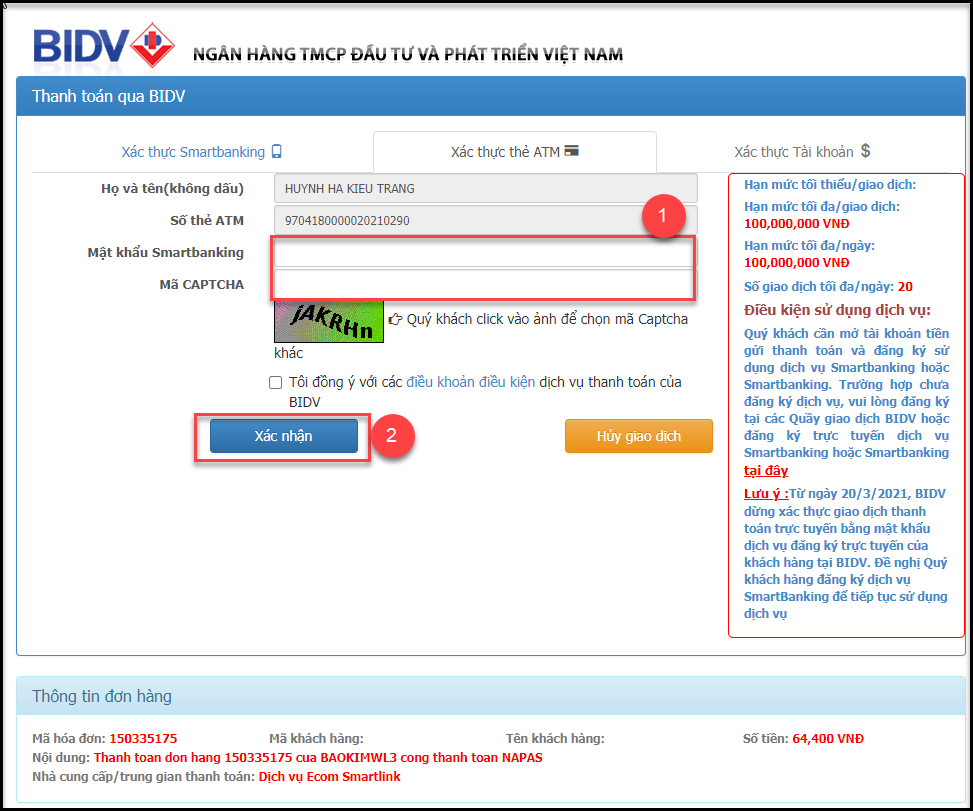 BIDV NGÂN HÀNG TMCP ĐẦU TƯ VÀ PHÁT TRIỂN VIỆT NAM
Thanh toán qua BIDV
Xác thực Smartbanking
Xác thực thẻ ATM
Xác thực Tài khoản $
Họ và tên(không dấu) HUYNH HA KIEU TRANG
Số thẻ ATM 9704180000020210290
1
Mật khẩu Smartbanking
Mã CAPTCHA
jAKRHn Quý khách click vào ảnh để chọn mã Captcha
khác
Tôi đồng ý với các điều khoản điều kiện dịch vụ thanh toán của
BIDV
Xác nhận
2
Hủy giao dịch
Hạn mức tối thiểu/giao dịch:
Hạn mức tối đa/giao dịch:
100,000,000 VNĐ
Hạn mức tối đa/ngày:
100,000,000 VNĐ
Số giao dịch tối đa/ngày: 20
Điều kiện sử dụng dịch vụ:
Quý khách cần mở tài khoản tiền
gửi thanh toán và đăng ký sử
dụng dịch vụ Smartbanking hoặc
Smartbanking. Trường hợp chưa
đăng ký dịch vụ, vui lòng đăng ký
tại các Quầy giao dịch BIDV hoặc
đăng ký trực tuyến dịch vụ
Smartbanking hoặc Smartbanking
tại đây
Lưu ý :Từ ngày 20/3/2021, BIDV
dừng xác thực giao dịch thanh
toán trực tuyến bằng mật khẩu
dịch vụ đăng ký trực tuyến của
khách hàng tại BIDV. Đề nghị Quý
khách hàng đăng ký dịch vụ
SmartBanking để tiếp tục sử dụng
dịch vụ
Thông tin đơn hàng
Mã hóa đơn: 150335175 Mã khách hàng: Tên khách hàng: Số tiền: 64,400 VNĐ
Nội dung: Thanh toan don hang 150335175 cua BAOKIMWL3 cong thanh toan NAPAS
Nhà cung cấp/trung gian thanh toán: Dịch vụ Ecom Smartlink